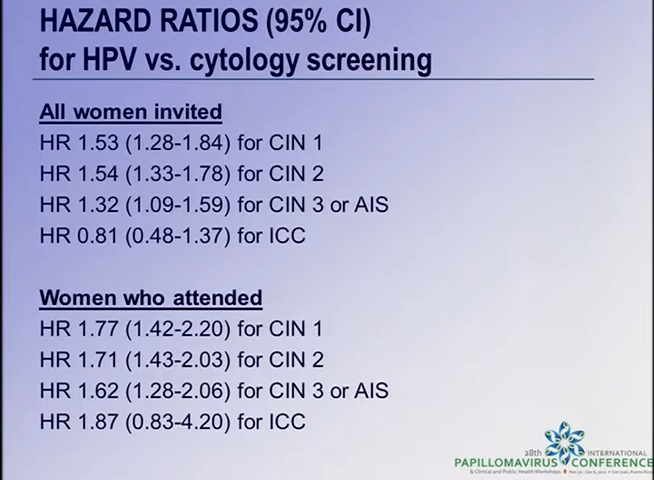 HAZARD RATIOS (95% CI)
for HPV vs. cytology screening
All women invited
HR 1.53 (1.28-1.84) for CIN 1
HR 1.54 (1.33-1.78) for CIN 2
HR 1.32 (1.09-1.59) for CIN 3 or AIS
HR 0.81 (0.48-1.37) for ICC
Women who attended
HR 1.77 (1.42-2.20) for CIN 1
HR 1.71 (1.43-2.03) for CIN 2
HR 1.62 (1.28-2.06) for CIN 3 or AIS
HR 1.87 (0.83-4.20) for ICC
28th INTERNATIONAL
PAPILLOMAVIRUS CONFERENCE
& Clinical and Public Health Workshops